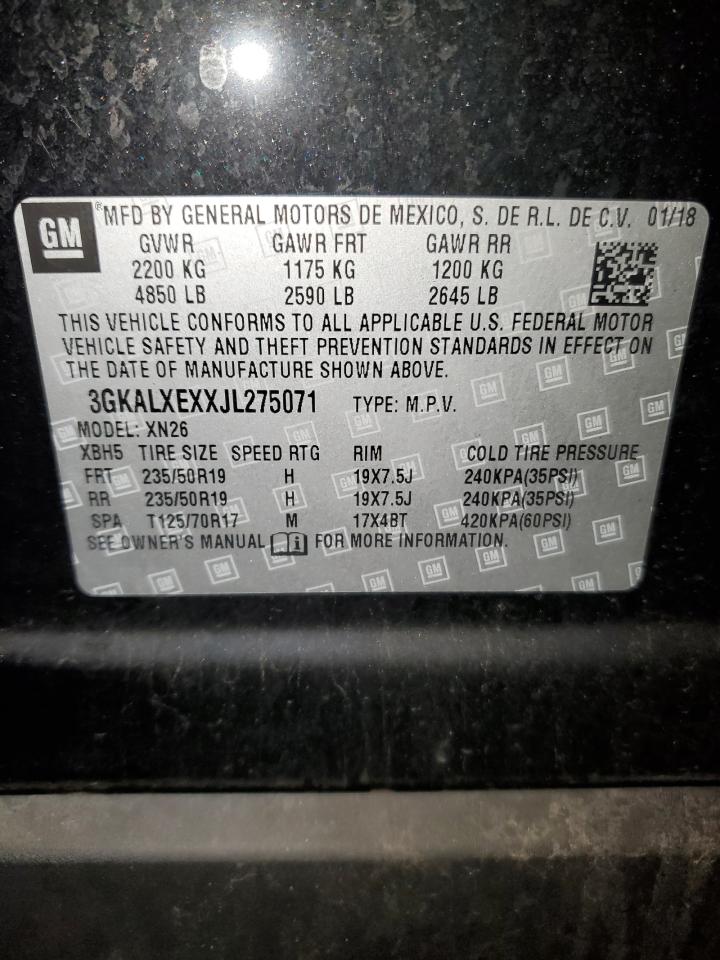 GM ®MFD BY GENERAL MOTORS DE MEXICO, S. DE R.L. DE C.V. 01/18
GVWR GAWR FRT GAWR RR
2200 KG 1175 KG 1200 KG
4850 LB 2590 LB 2645 LB
THIS VEHICLE CONFORMS TO ALL APPLICABLE U.S. FEDERAL MOTOR
VEHICLE SAFETY AND THEFT PREVENTION STANDARDS IN EFFECT ON
THE DATE OF MANUFACTURE SHOWN ABOVE.
3GKALXEXXJL275071 TYPE: M.P.V.
MODEL: XN26
XBH5 TIRE SIZE SPEED RTG RIM COLD TIRE PRESSURE
FRT 235/50R19 H 19X7.5J 240KPA(35PSI)
RR 235/50R19 H 19X7.5J 240KPA(35PSI)
SPA T125/70R17 M 17X4BT 420KPA(60PSI)
SEE OWNER'S MANUAL i FOR MORE INFORMATION.